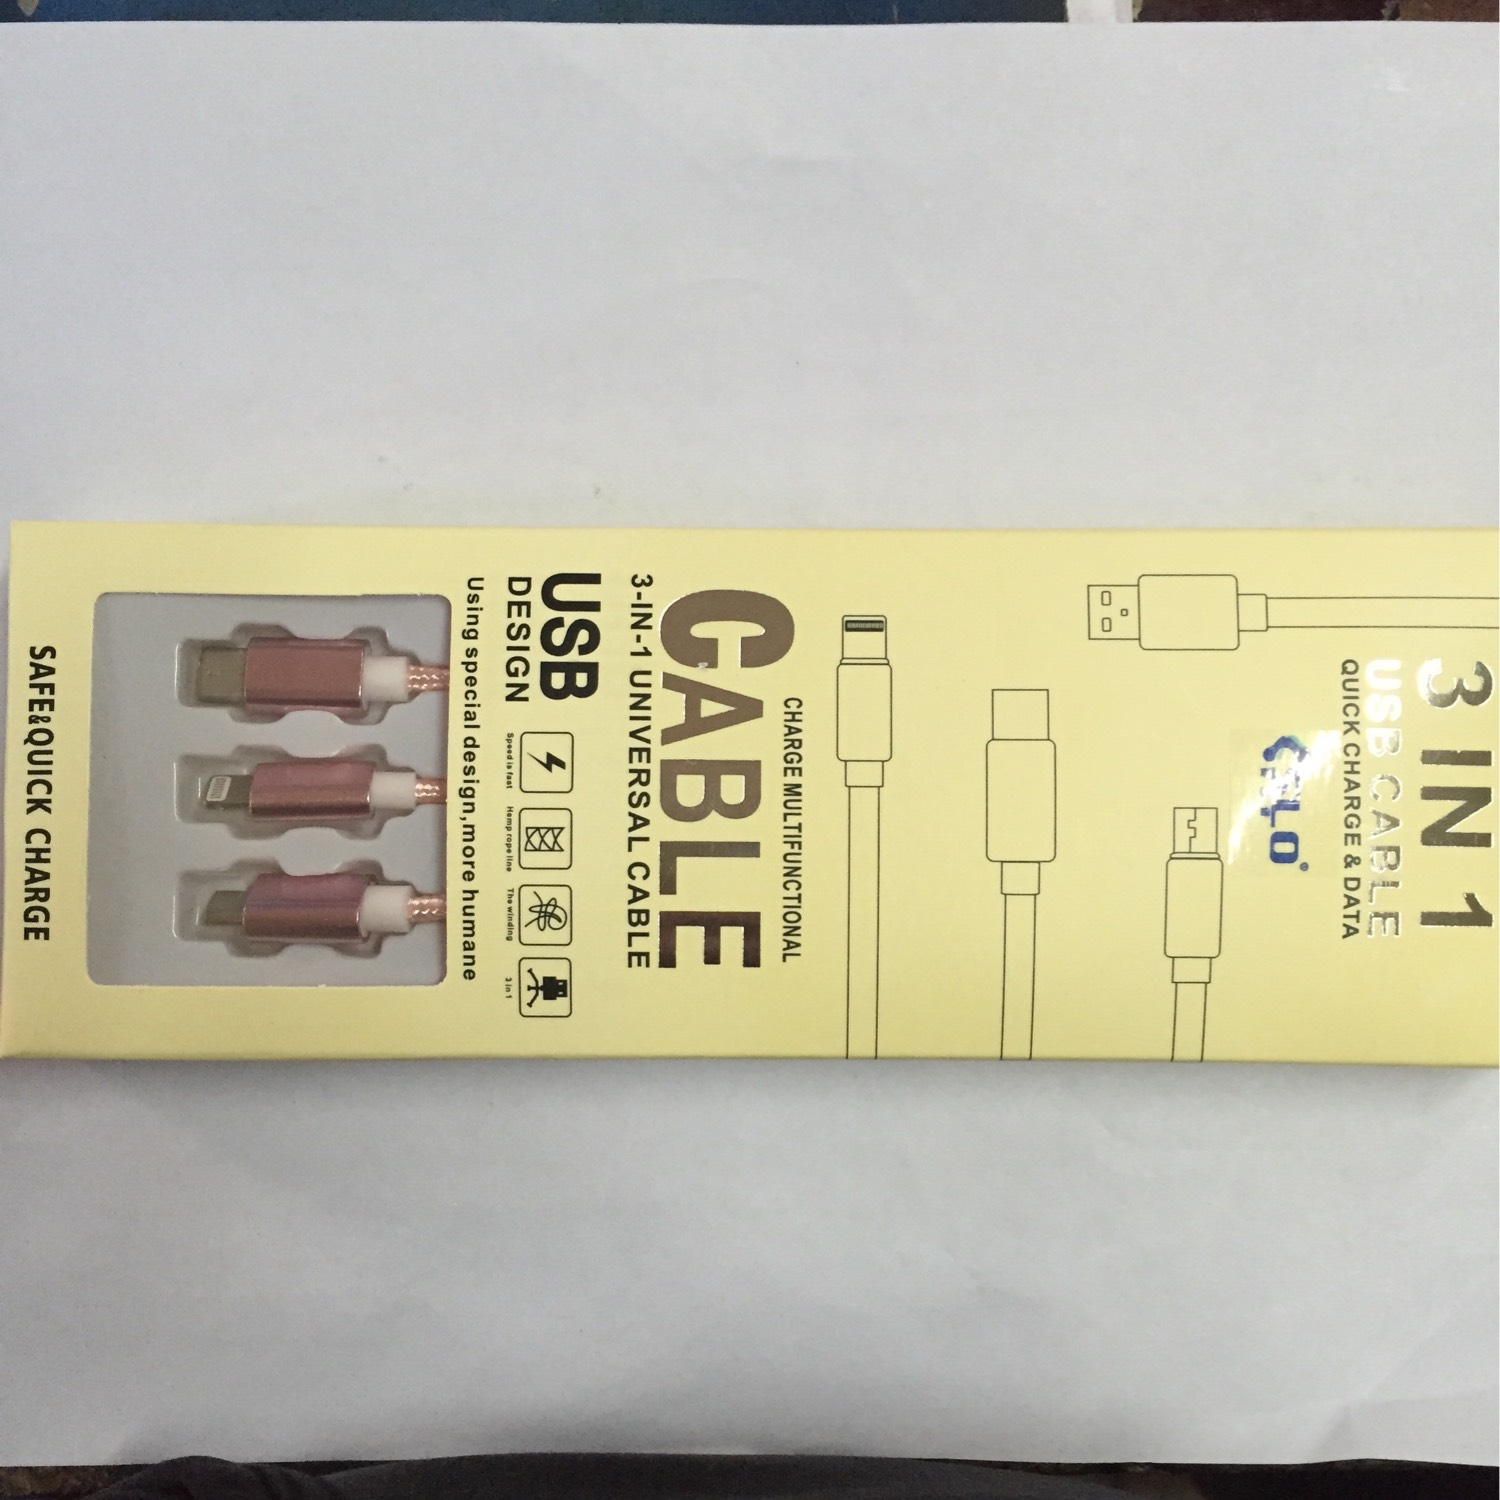 3 IN 1
USB CABLE
QUICK CHARGE & DATA
CHARGE MULTIFUNCTIONAL
CABLE
3-IN-1 UNIVERSAL CABLE
USB
DESIGN
Speed is fast
Hemp rope line
The winding
3 in 1
Using special design,more humane
SAFE&QUICK CHARGE